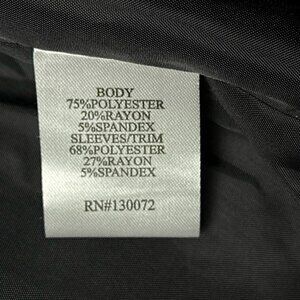 BODY
75%POLYESTER
20%RAYON
5%SPANDEX
SLEEVES/TRIM
68%POLYESTER
27%RAYON
5%SPANDEX
RN#130072